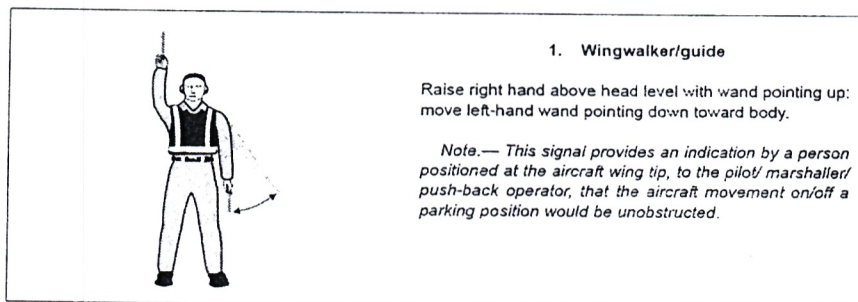 1. Wingwalker/guide
Raise right hand above head level with wand pointing up:
move left-hand wand pointing down toward body.
Note.— This signal provides an indication by a person
positioned at the aircraft wing tip, to the pilot/ marshaller/
push-back operator, that the aircraft movement on/off a
parking position would be unobstructed.